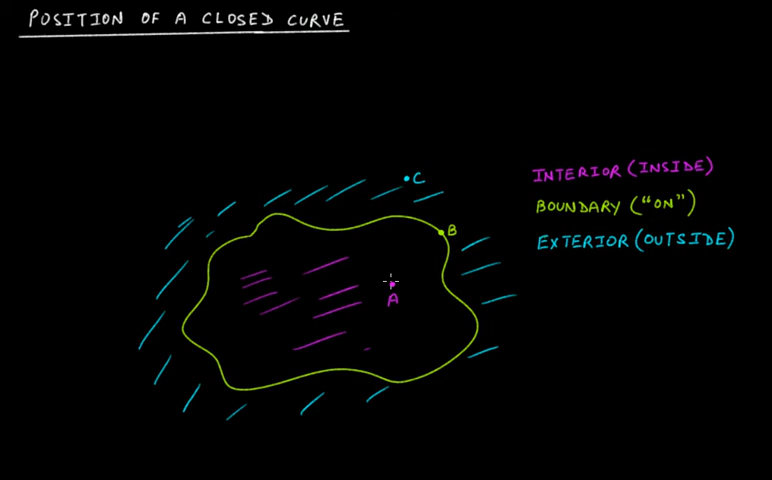 POSITION OF A CLOSED CURVE
C
INTERIOR (INSIDE)
BOUNDARY ("ON")
B
EXTERIOR (OUTSIDE)
A